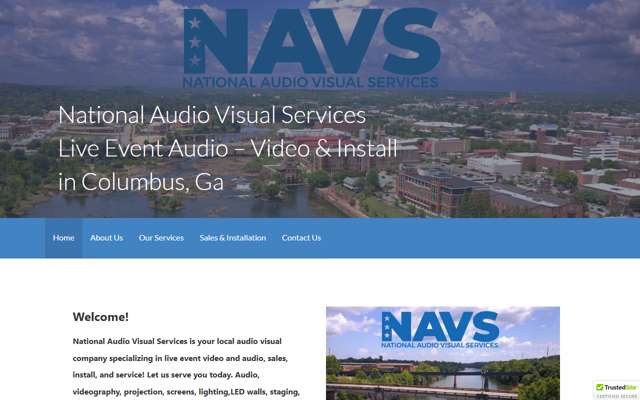 NAVS
NATIONAL AUDIO VISUAL SERVICES
National Audio Visual Services
Live Event Audio – Video & Install
in Columbus, Ga
Home
About Us
Our Services
Sales & Installation
Contact Us
Welcome!
National Audio Visual Services is your local audio visual
company specializing in live event video and audio, sales,
install, and service! Let us serve you today. Audio,
videography, projection, screens, lighting,LED walls, staging,
NAVS
NATIONAL AUDIO VISUAL SERVICES
TrustedSite
CERTIFIED SECURE